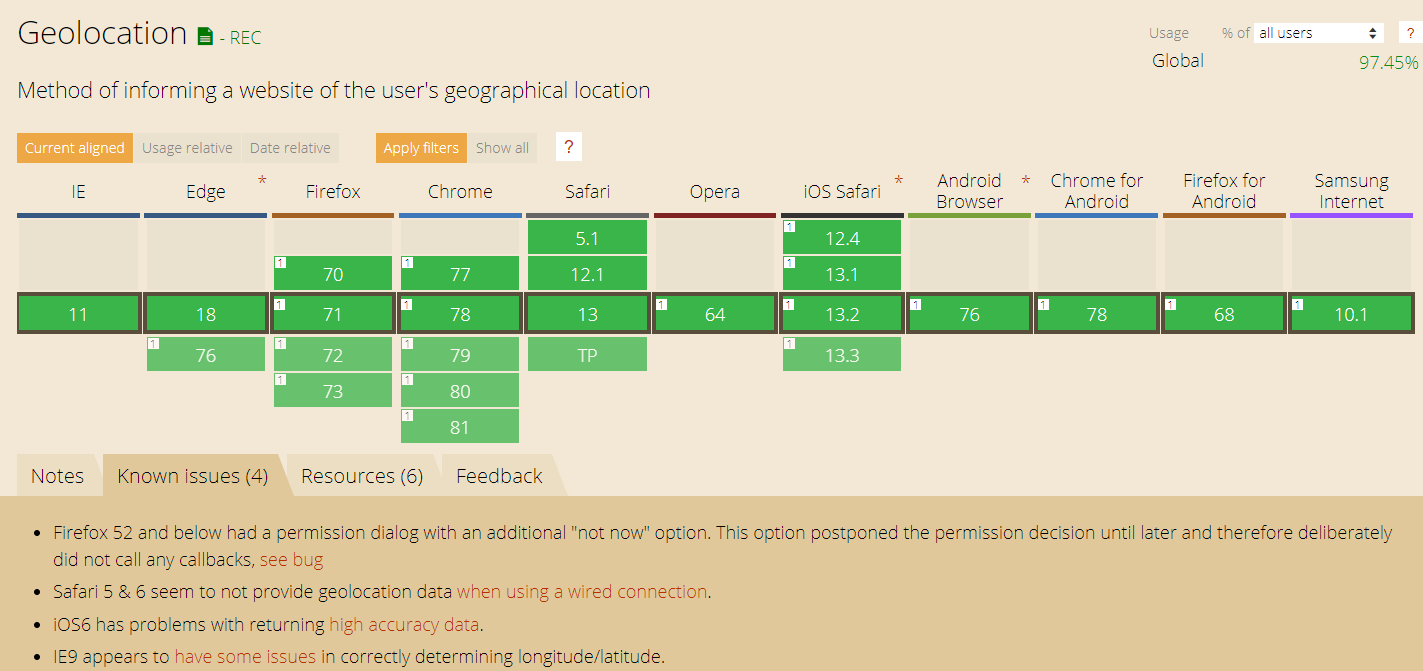 Geolocation - REC
Usage % of all users ?
Global 97.45%
Method of informing a website of the user's geographical location
Current aligned Usage relative Date relative Apply filters Show all ?
IE Edge * Firefox Chrome Safari Opera iOS Safari * Android Browser * Chrome for Android Firefox for Android Samsung Internet
5.1 1 12.4
1 70 1 77 12.1 1 13.1
11 18 1 71 1 78 13 1 64 1 13.2 1 76 1 78 1 68 1 10.1
1 76 1 72 1 79 TP 1 13.3
1 73 1 80
1 81
Notes Known issues (4) Resources (6) Feedback
• Firefox 52 and below had a permission dialog with an additional "not now" option. This option postponed the permission decision until later and therefore deliberately
did not call any callbacks, see bug
• Safari 5 & 6 seem to not provide geolocation data when using a wired connection.
• iOS6 has problems with returning high accuracy data.
• IE9 appears to have some issues in correctly determining longitude/latitude.